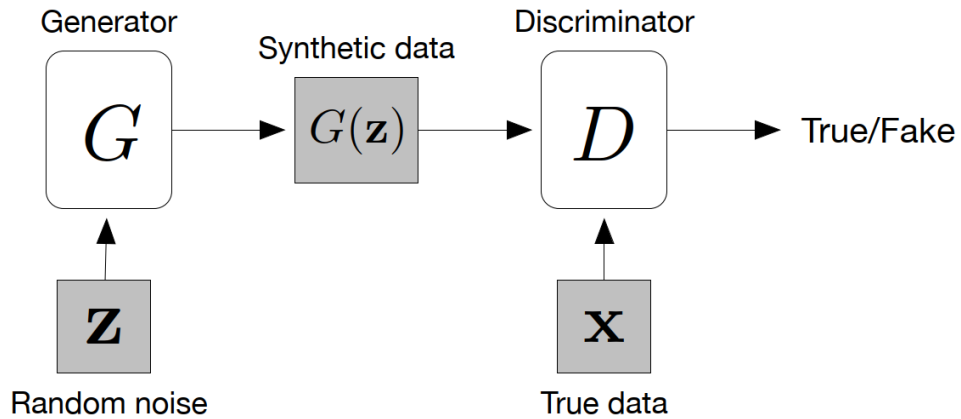 Generator
Discriminator
Synthetic data
G
G(z)
D
True/Fake
z
x
Random noise
True data